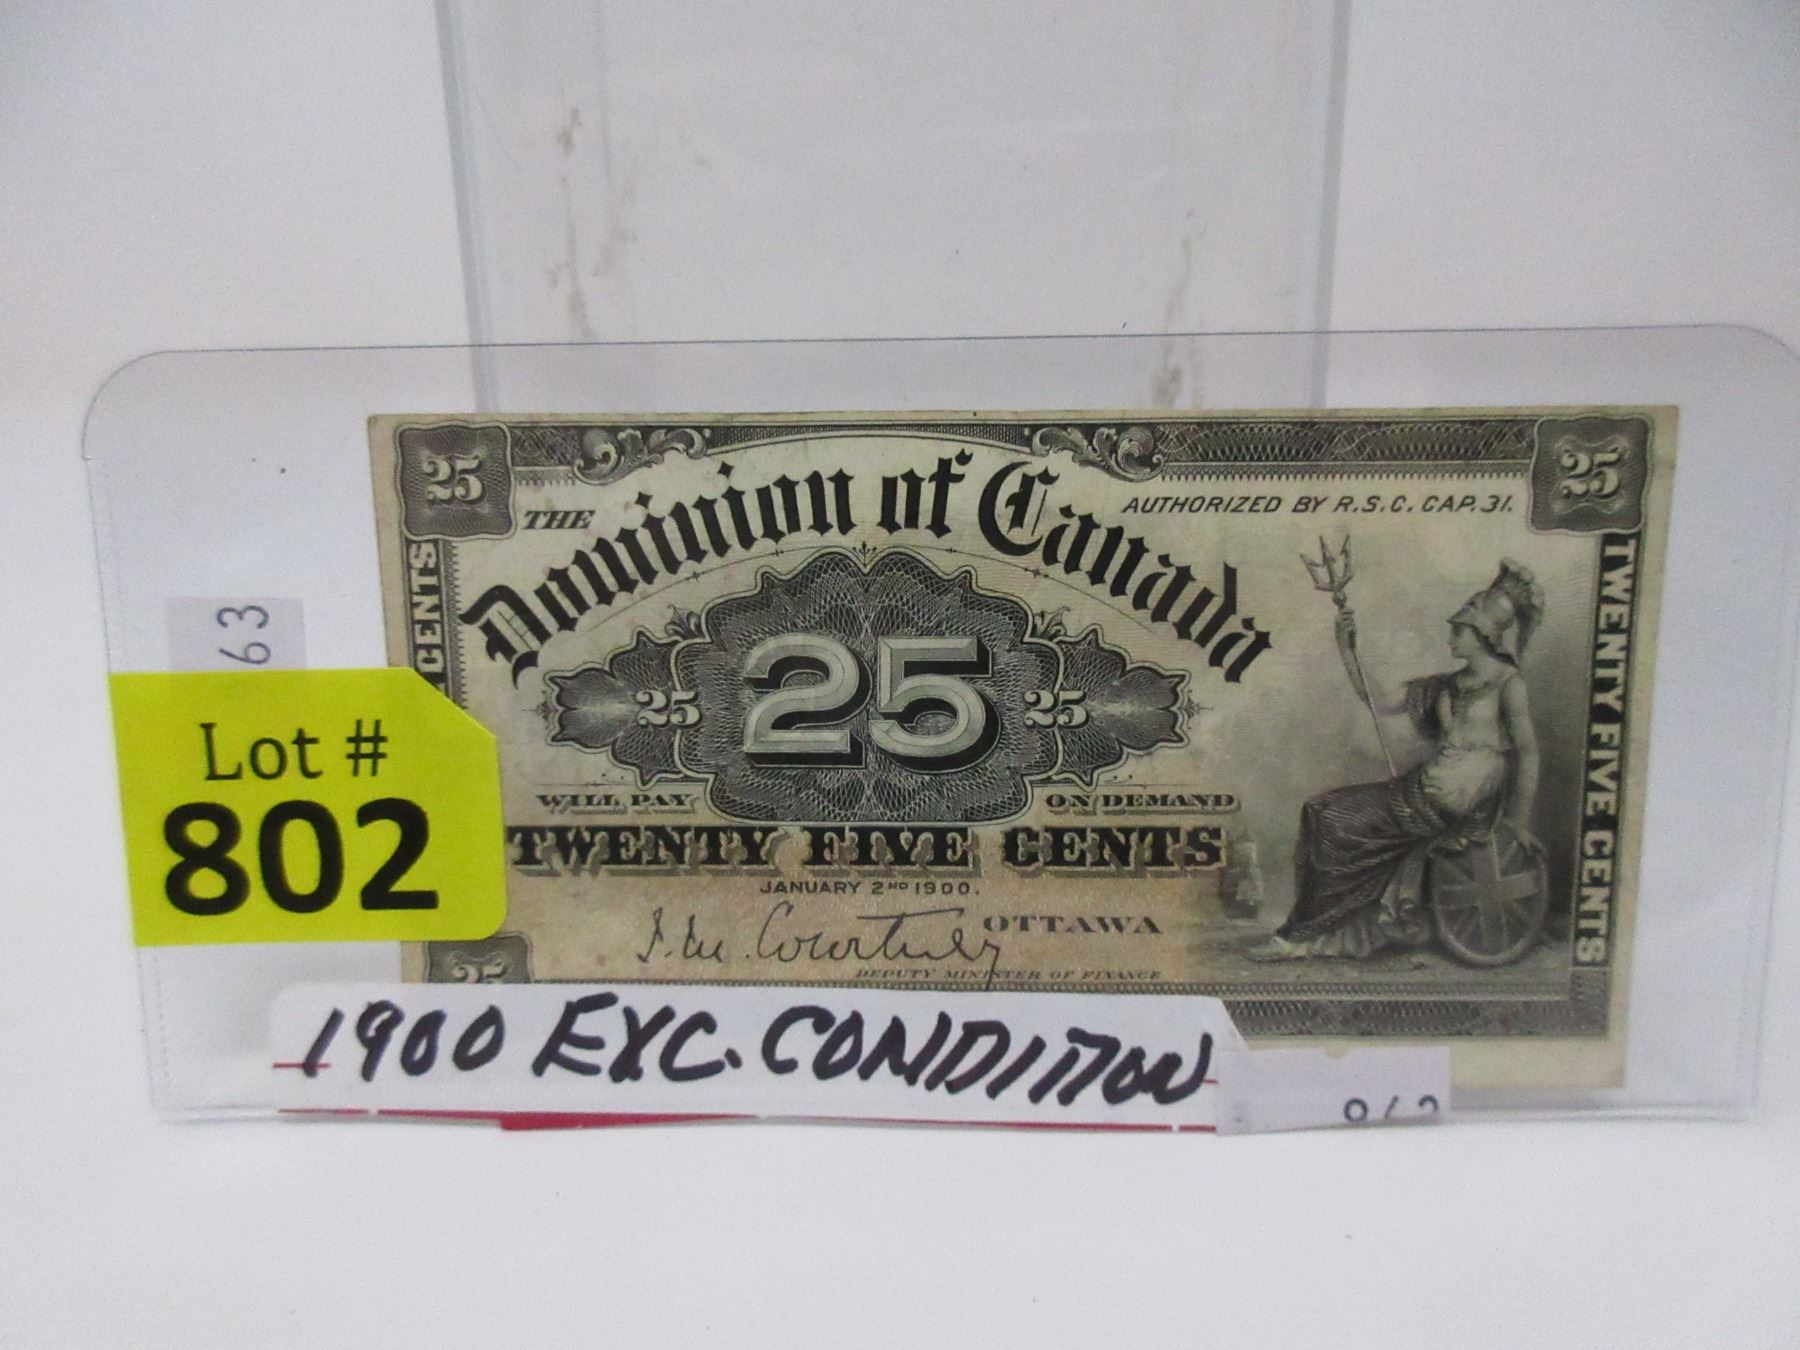 25
25
THE
Dominion of Canada
AUTHORIZED BY R.S.C. CAP. 31.
CENTS
TWENTY FIVE CENTS
63
25
25
25
Lot #
802
WILL PAY
ON DEMAND
TWENTY FIVE CENTS
JANUARY 2ND 1900.
J. M. Courtney
OTTAWA
DEPUTY MINISTER OF FINANCE
25
1900 EXC. CONDITION